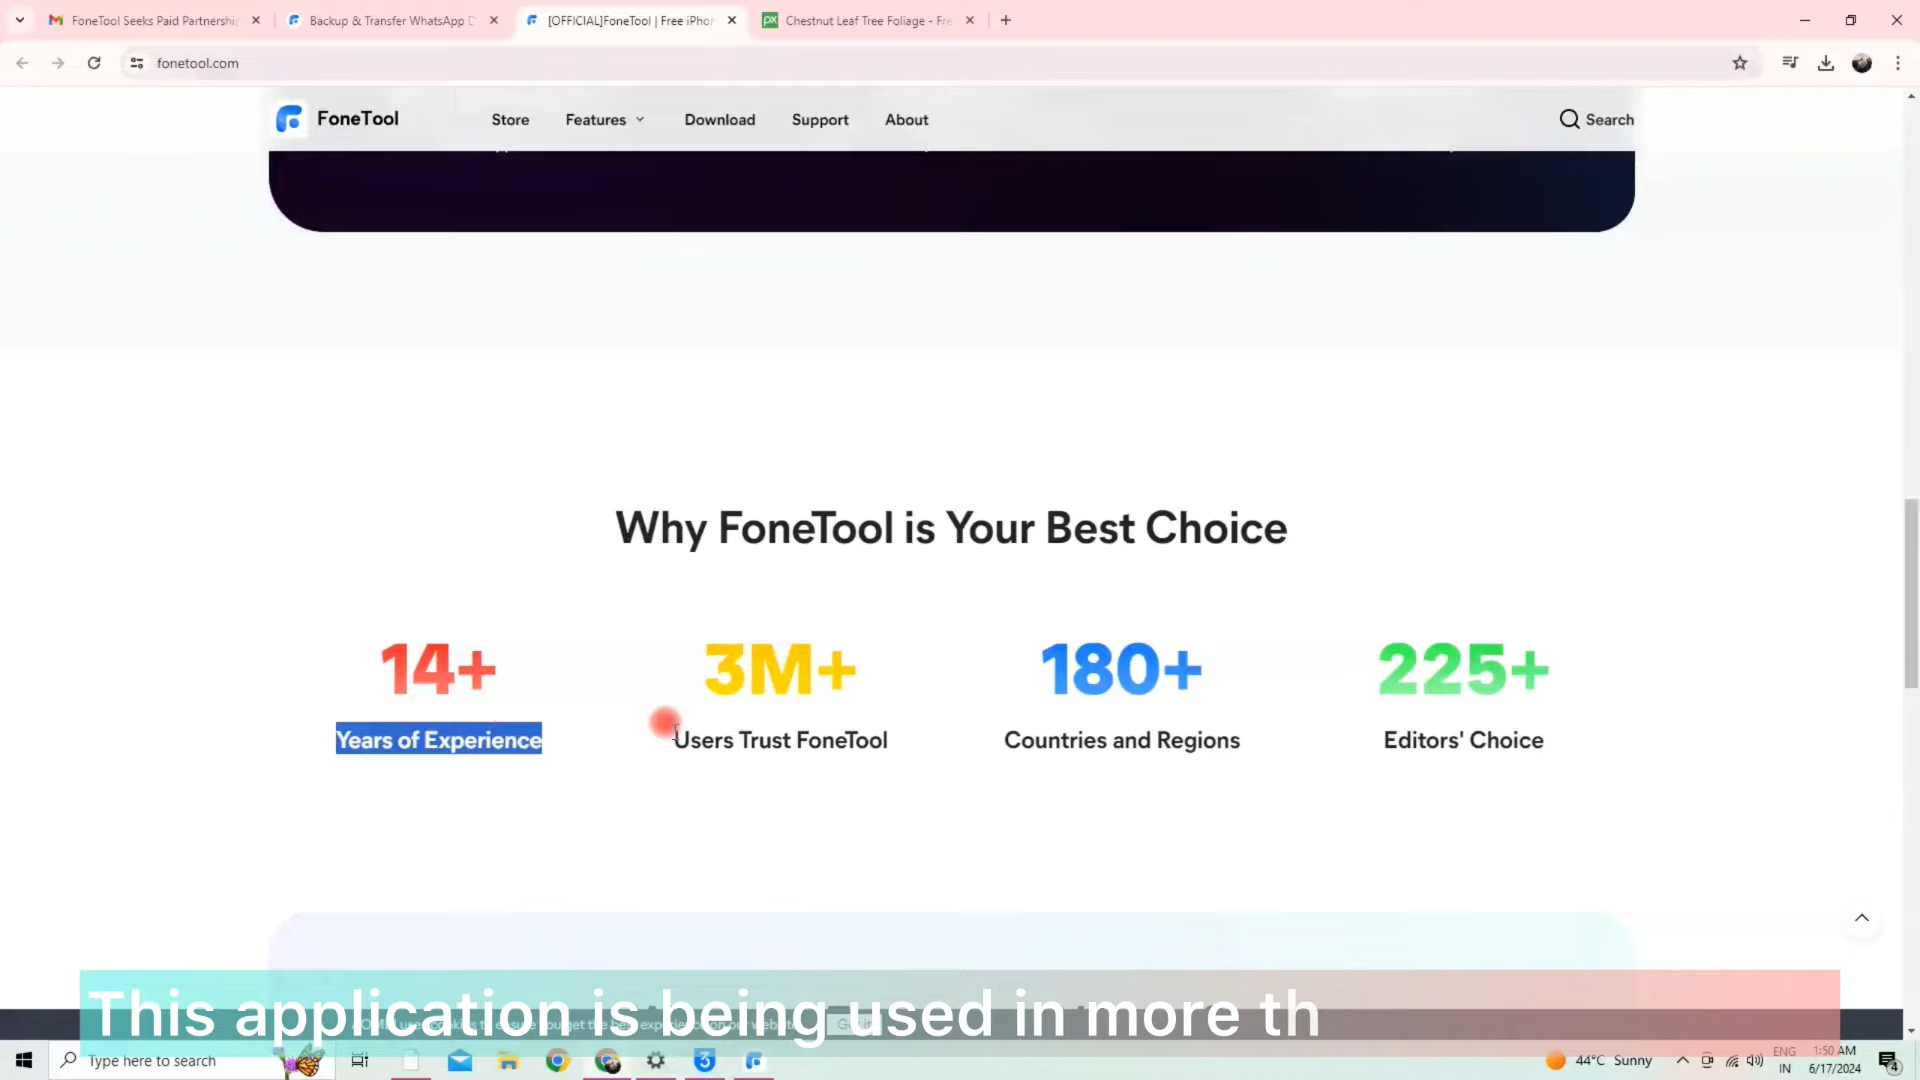 FoneTool Seeks Paid Partnership
Backup & Transfer WhatsApp D
[OFFICIAL]FoneTool | Free iPhon
Chestnut Leaf Tree Foliage - Fre
fonetool.com
FoneTool
Store
Features
Download
Support
About
Search
Why FoneTool is Your Best Choice
14+
3M+
180+
225+
Years of Experience
Users Trust FoneTool
Countries and Regions
Editors' Choice
This application is being used in more th
Type here to search
44°C Sunny
ENG
IN
1:50 AM
6/17/2024
4